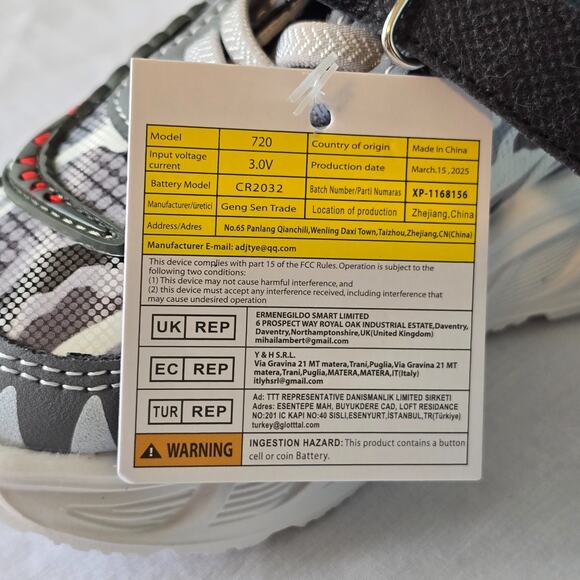 Model 720 Country of origin Made in China
Input voltage current 3.0V Production date March.15 , 2025
Battery Model CR2032 Batch Number/Parti Numaras XP-1168156
Manufacturer/üretici Geng Sen Trade Location of production Zhejiang,China
Address/Adres No.65 Panlang Qianchili,Wenling Daxi Town,Taizhou,Zhejiang,CN(China)
Manufacturer E-mail: adjtye@qq.com
This device complies with part 15 of the FCC Rules. Operation is subject to the
following two conditions:
(1) This device may not cause harmful interference, and
(2) this device must accept any interference received, including interference that
may cause undesired operation
UK REP
ERMENEGILDO SMART LIMITED
6 PROSPECT WAY ROYAL OAK INDUSTRIAL ESTATE,Daventry,
Daventry,Northamptonshire,UK(United Kingdom)
mihailambert@gmail.com
EC REP
Y & H S.R.L.
Via Gravina 21 MT matera,Trani,Puglia,Via Gravina 21 MT
matera,Trani,Puglia,MATERA,MATERA,IT(Italy)
itlyhsrl@gmail.com
TUR REP
Ad: TTT REPRESENTATIVE DANISMANLIK LIMITED SIRKETI
Adres: ESENTEPE MAH, BUYUKDERE CAD, LOFT RESIDANCE
NO:201 IC KAPI NO:40 SISLI,ESENYURT,İSTANBUL,TR(Türkiye)
turkey@glotttal.com
WARNING
INGESTION HAZARD: This product contains a button
cell or coin Battery.